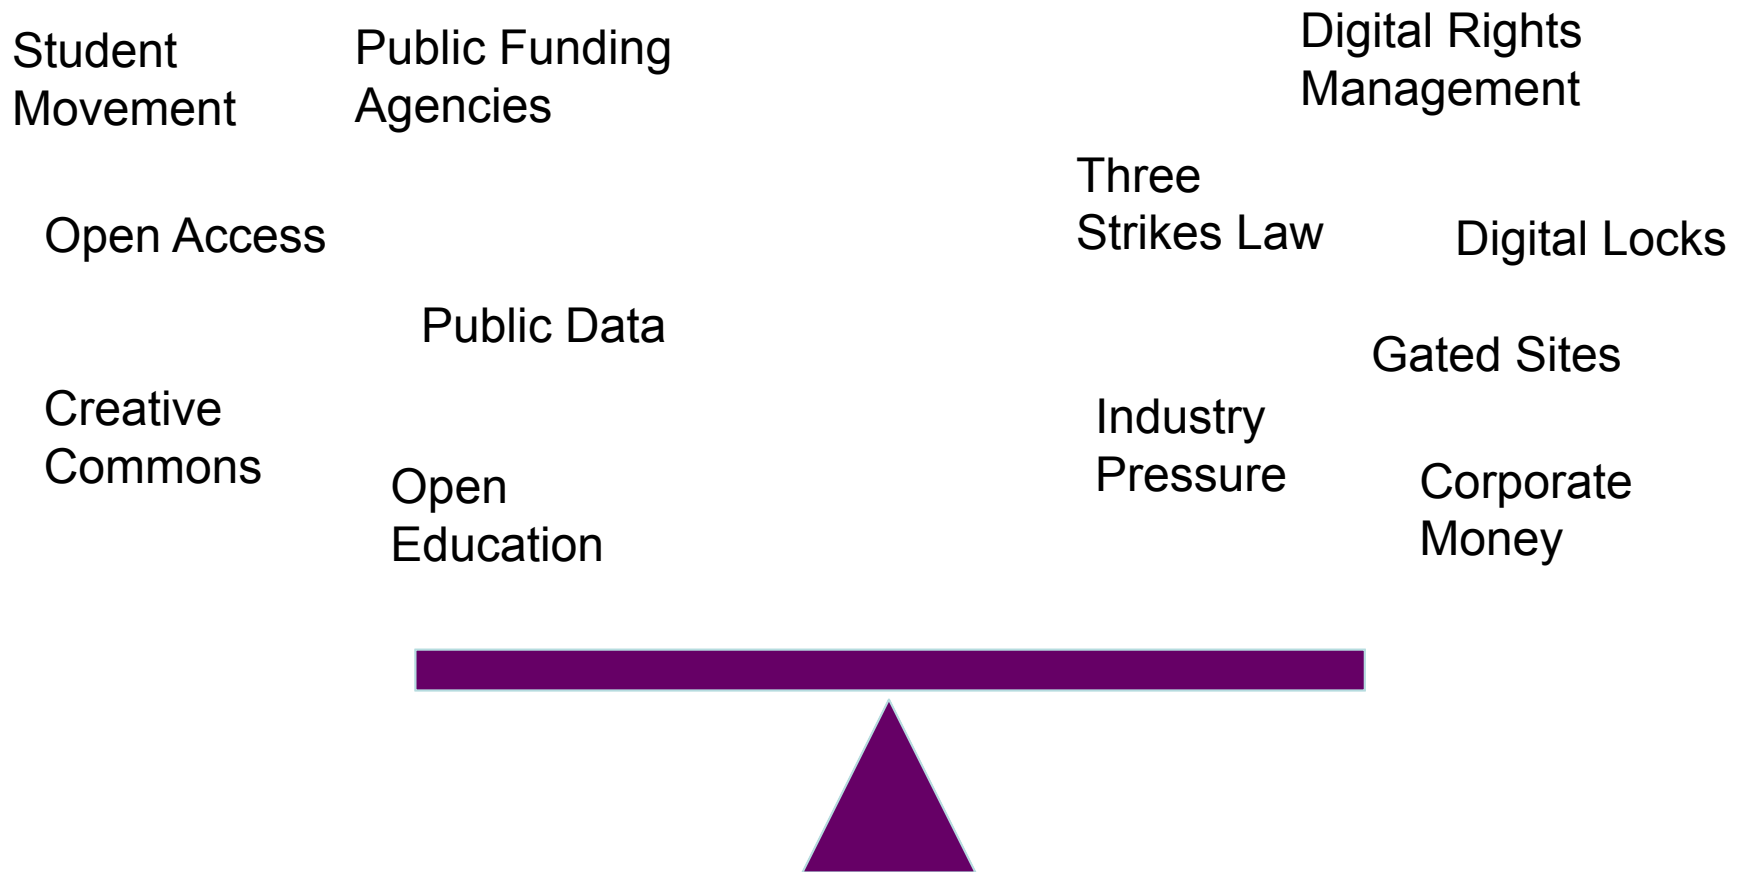 Student
Movement
Public Funding
Agencies
Open Access
Public Data
Creative
Commons
Open
Education
Digital Rights
Management
Three
Strikes Law
Digital Locks
Gated Sites
Industry
Pressure
Corporate
Money